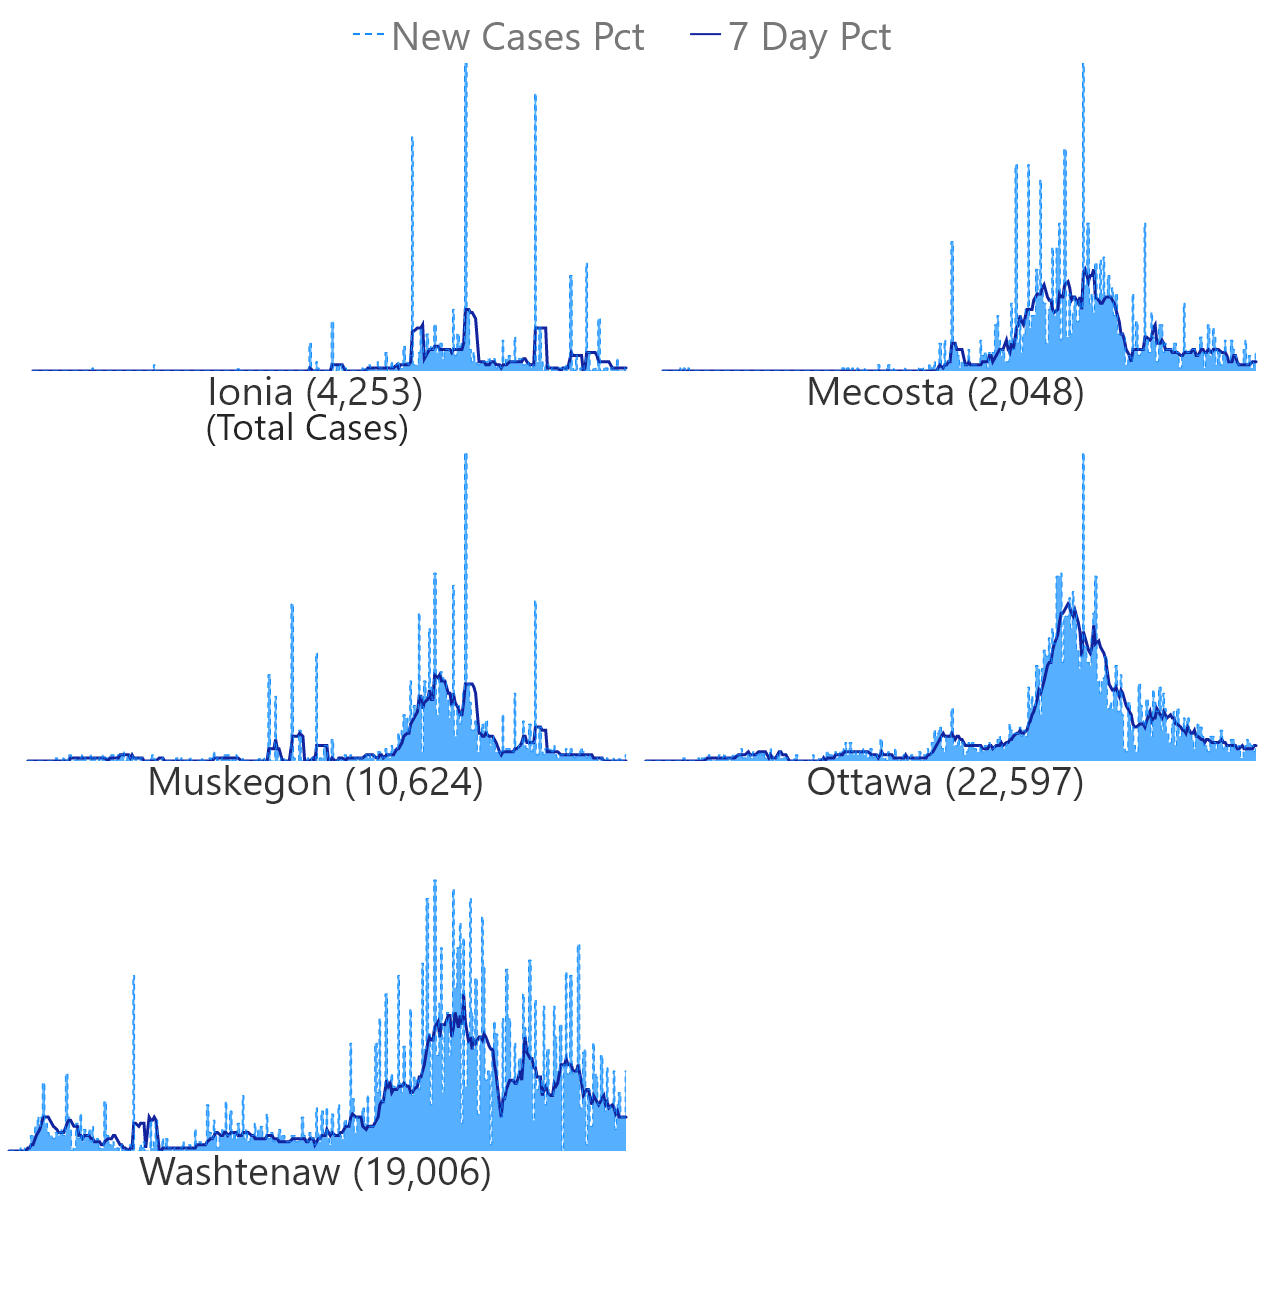 New Cases Pct 7 Day Pct
Ionia (4,253)
(Total Cases)
Mecosta (2,048)
Muskegon (10,624)
Ottawa (22,597)
Washtenaw (19,006)